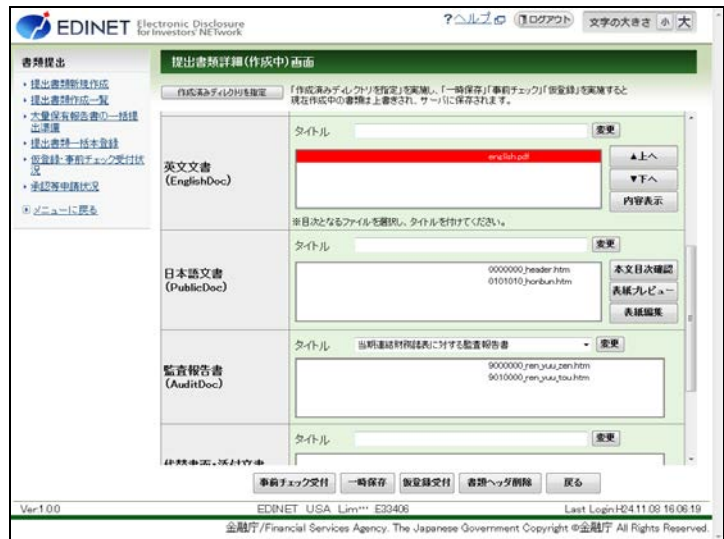 EDINET Electronic Disclosure
for Investors' NETwork
?ヘルプ
ログアウト
文字の大きさ 小 大
書類提出
提出書類新規作成
提出書類作成一覧
大量保有報告書の一括提
出準備
提出書類一括本登録
仮登録・事前チェック受付状
況
承認等申請状況
メニューに戻る
提出書類詳細(作成中)画面
作成済みディレクトリを指定
「作成済みディレクトリを指定」を実施し、「一時保存」「事前チェック」「仮登録」を実施すると
現在作成中の書類は上書きされ、サーバに保存されます。
英文文書
(EnglishDoc)
タイトル
変更
english.pdf
▲上へ
▼下へ
内容表示
※目次となるファイルを選択し、タイトルを付けてください。
日本語文書
(PublicDoc)
タイトル
変更
0000000_header.htm
0101010_honbun.htm
本文目次確認
表紙プレビュー
表紙編集
監査報告書
(AuditDoc)
タイトル 当期連結財務諸表に対する監査報告書
変更
9000000_ren_yuu_zen.htm
9010000_ren_yuu_tou.htm
代替書面・添付文書
タイトル
変更
事前チェック受付 一時保存 仮登録受付 書類ヘッダ削除 戻る
Ver1.0.0 EDINET USA Lim*** E33406 Last Login:H24.11.08 16:06:19
金融庁/Financial Services Agency. The Japanese Government Copyright ©金融庁 All Rights Reserved.